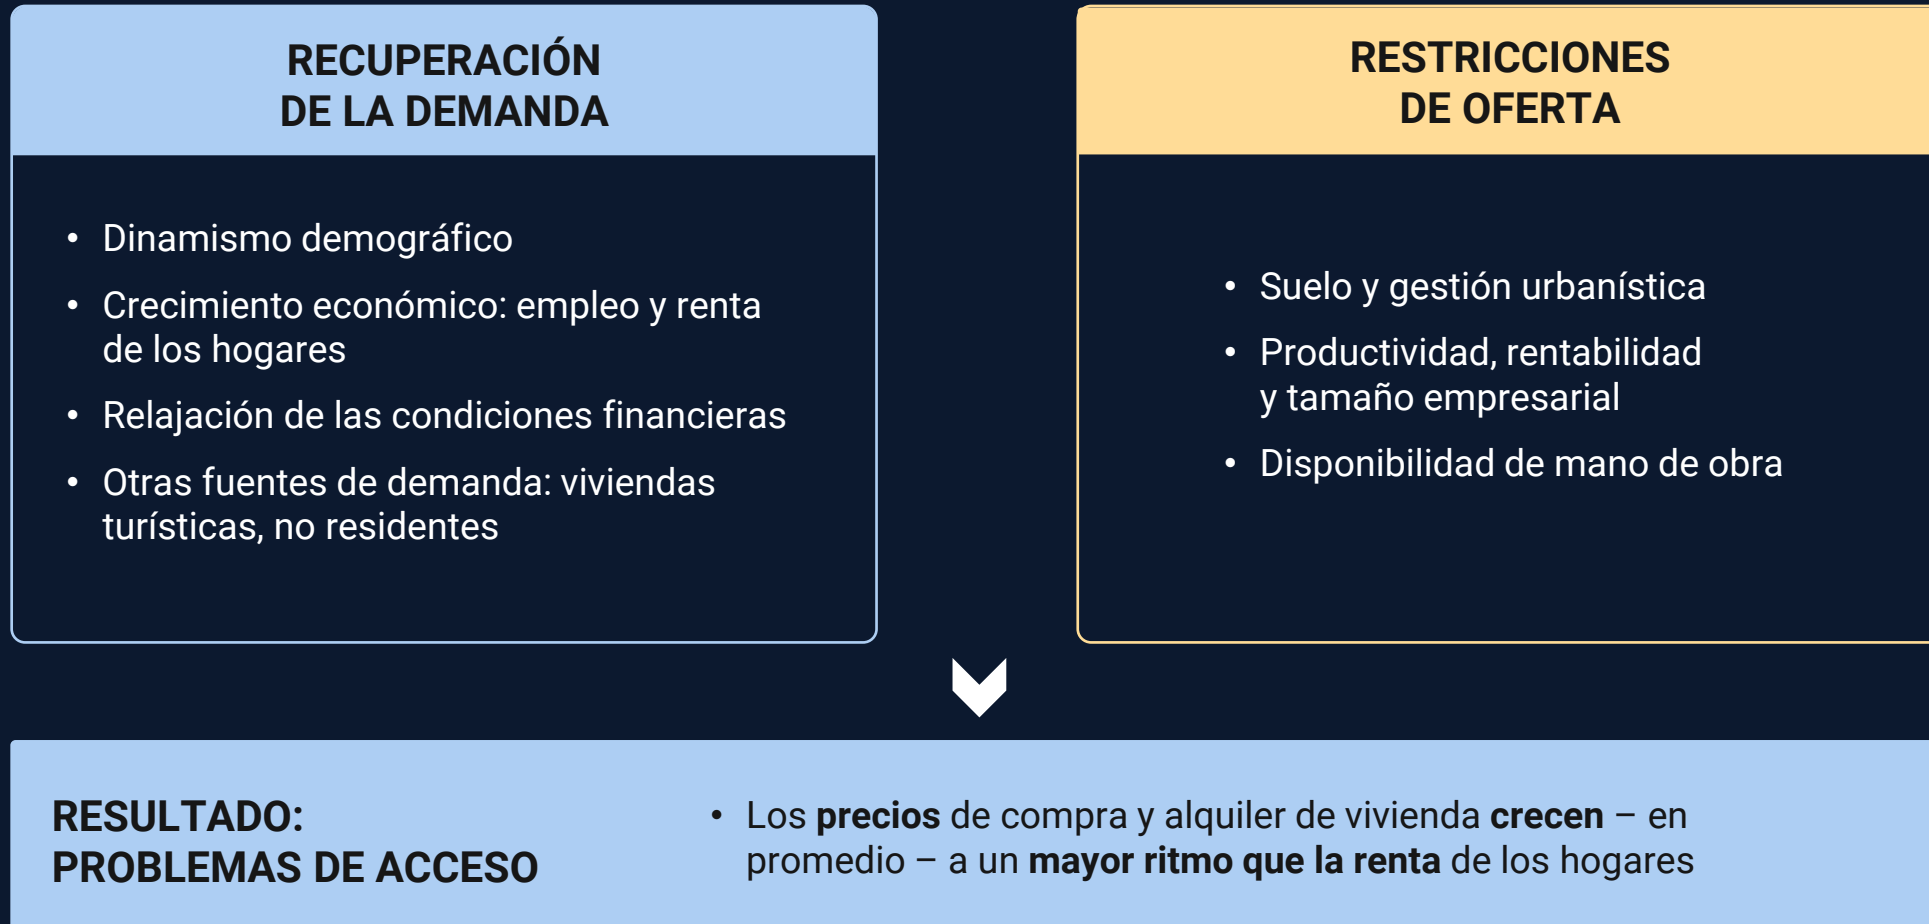 RECUPERACIÓN
DE LA DEMANDA
• Dinamismo demográfico
• Crecimiento económico: empleo y renta
de los hogares
• Relajación de las condiciones financieras
• Otras fuentes de demanda: viviendas
turísticas, no residentes
RESTRICCIONES
DE OFERTA
• Suelo y gestión urbanística
• Productividad, rentabilidad
y tamaño empresarial
• Disponibilidad de mano de obra
RESULTADO:
PROBLEMAS DE ACCESO
• Los precios de compra y alquiler de vivienda crecen – en
promedio – a un mayor ritmo que la renta de los hogares